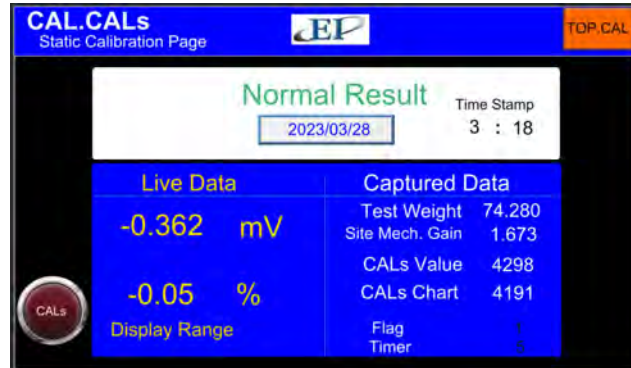 CAL.CALs
Static Calibration Page
EP
TOP.CAL
Normal Result
Time Stamp
2023/03/28
3 : 18
Live Data
Captured Data
-0.362 mV
Test Weight 74.280
Site Mech. Gain 1.673
CALs Value 4298
-0.05 %
CALs Chart 4191
CALs
Display Range
Flag
Timer